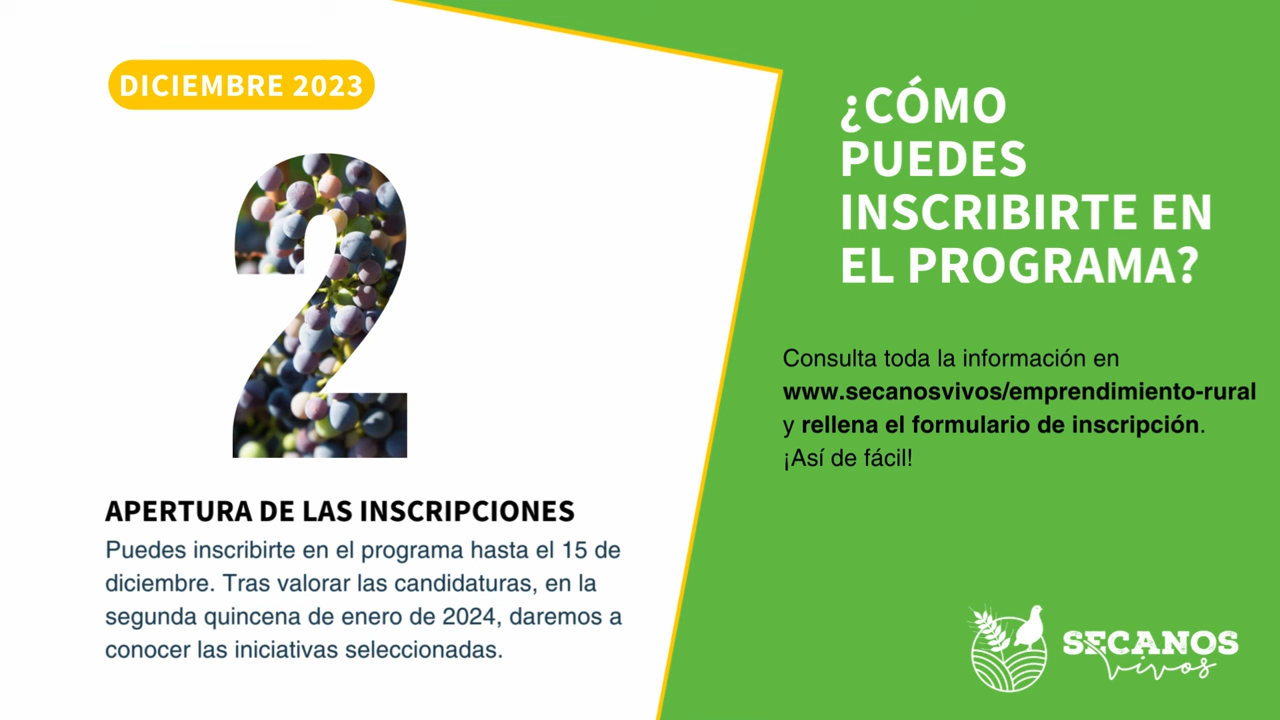 DICIEMBRE 2023
2
APERTURA DE LAS INSCRIPCIONES
Puedes inscribirte en el programa hasta el 15 de
diciembre. Tras valorar las candidaturas, en la
segunda quincena de enero de 2024, daremos a
conocer las iniciativas seleccionadas.
¿CÓMO
PUEDES
INSCRIBIRTE EN
EL PROGRAMA?
Consulta toda la información en
www.secanosvivos/emprendimiento-rural
y rellena el formulario de inscripción.
¡Así de fácil!
SECANOS
vivos